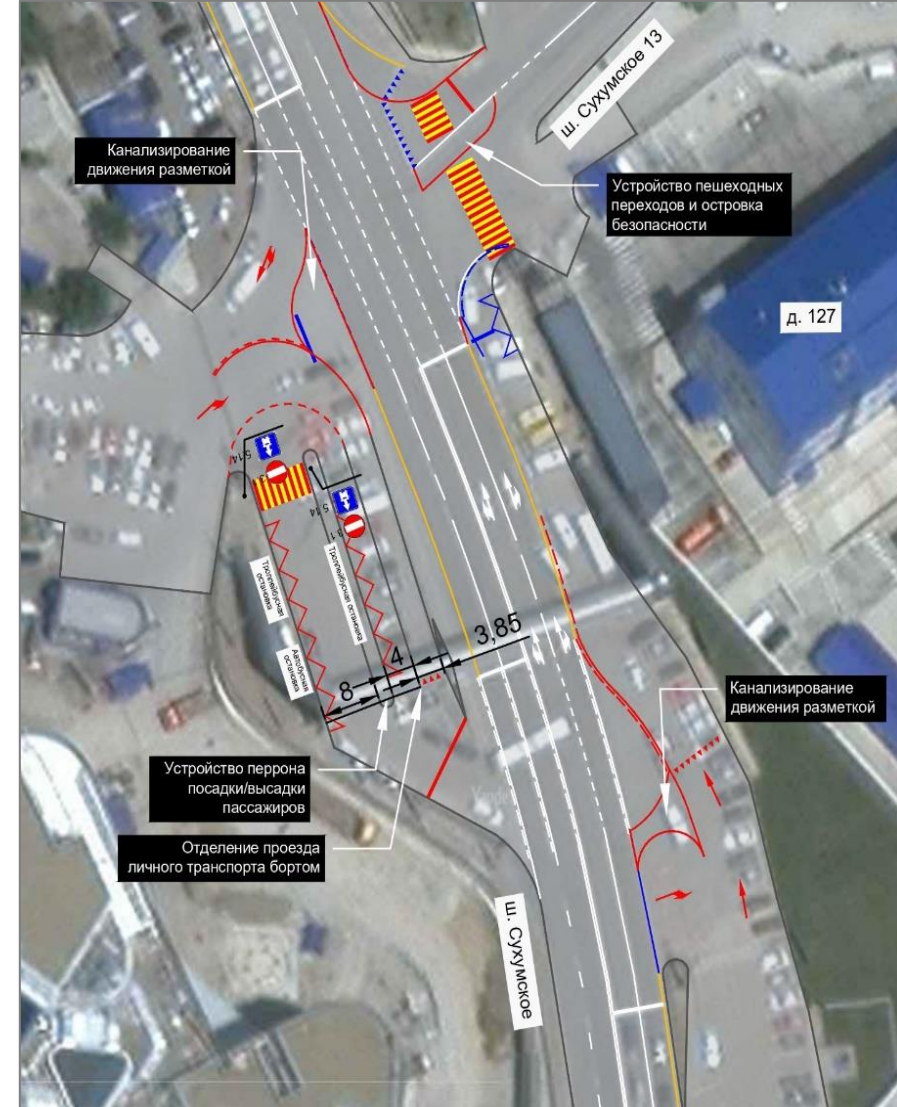 ш. Сухумское 13
Канализирование
движения разметкой
Устройство пешеходных
переходов и островка
безопасности
д. 127
5.14
5.14
3.1
Троллейбусная
остановка
Троллейбусная остановка
Автобусная
остановка
8
4
3,85
Канализирование
движения разметкой
Устройство перрона
посадки/высадки
пассажиров
Отделение проезда
личного транспорта бортом
ш. Сухумское